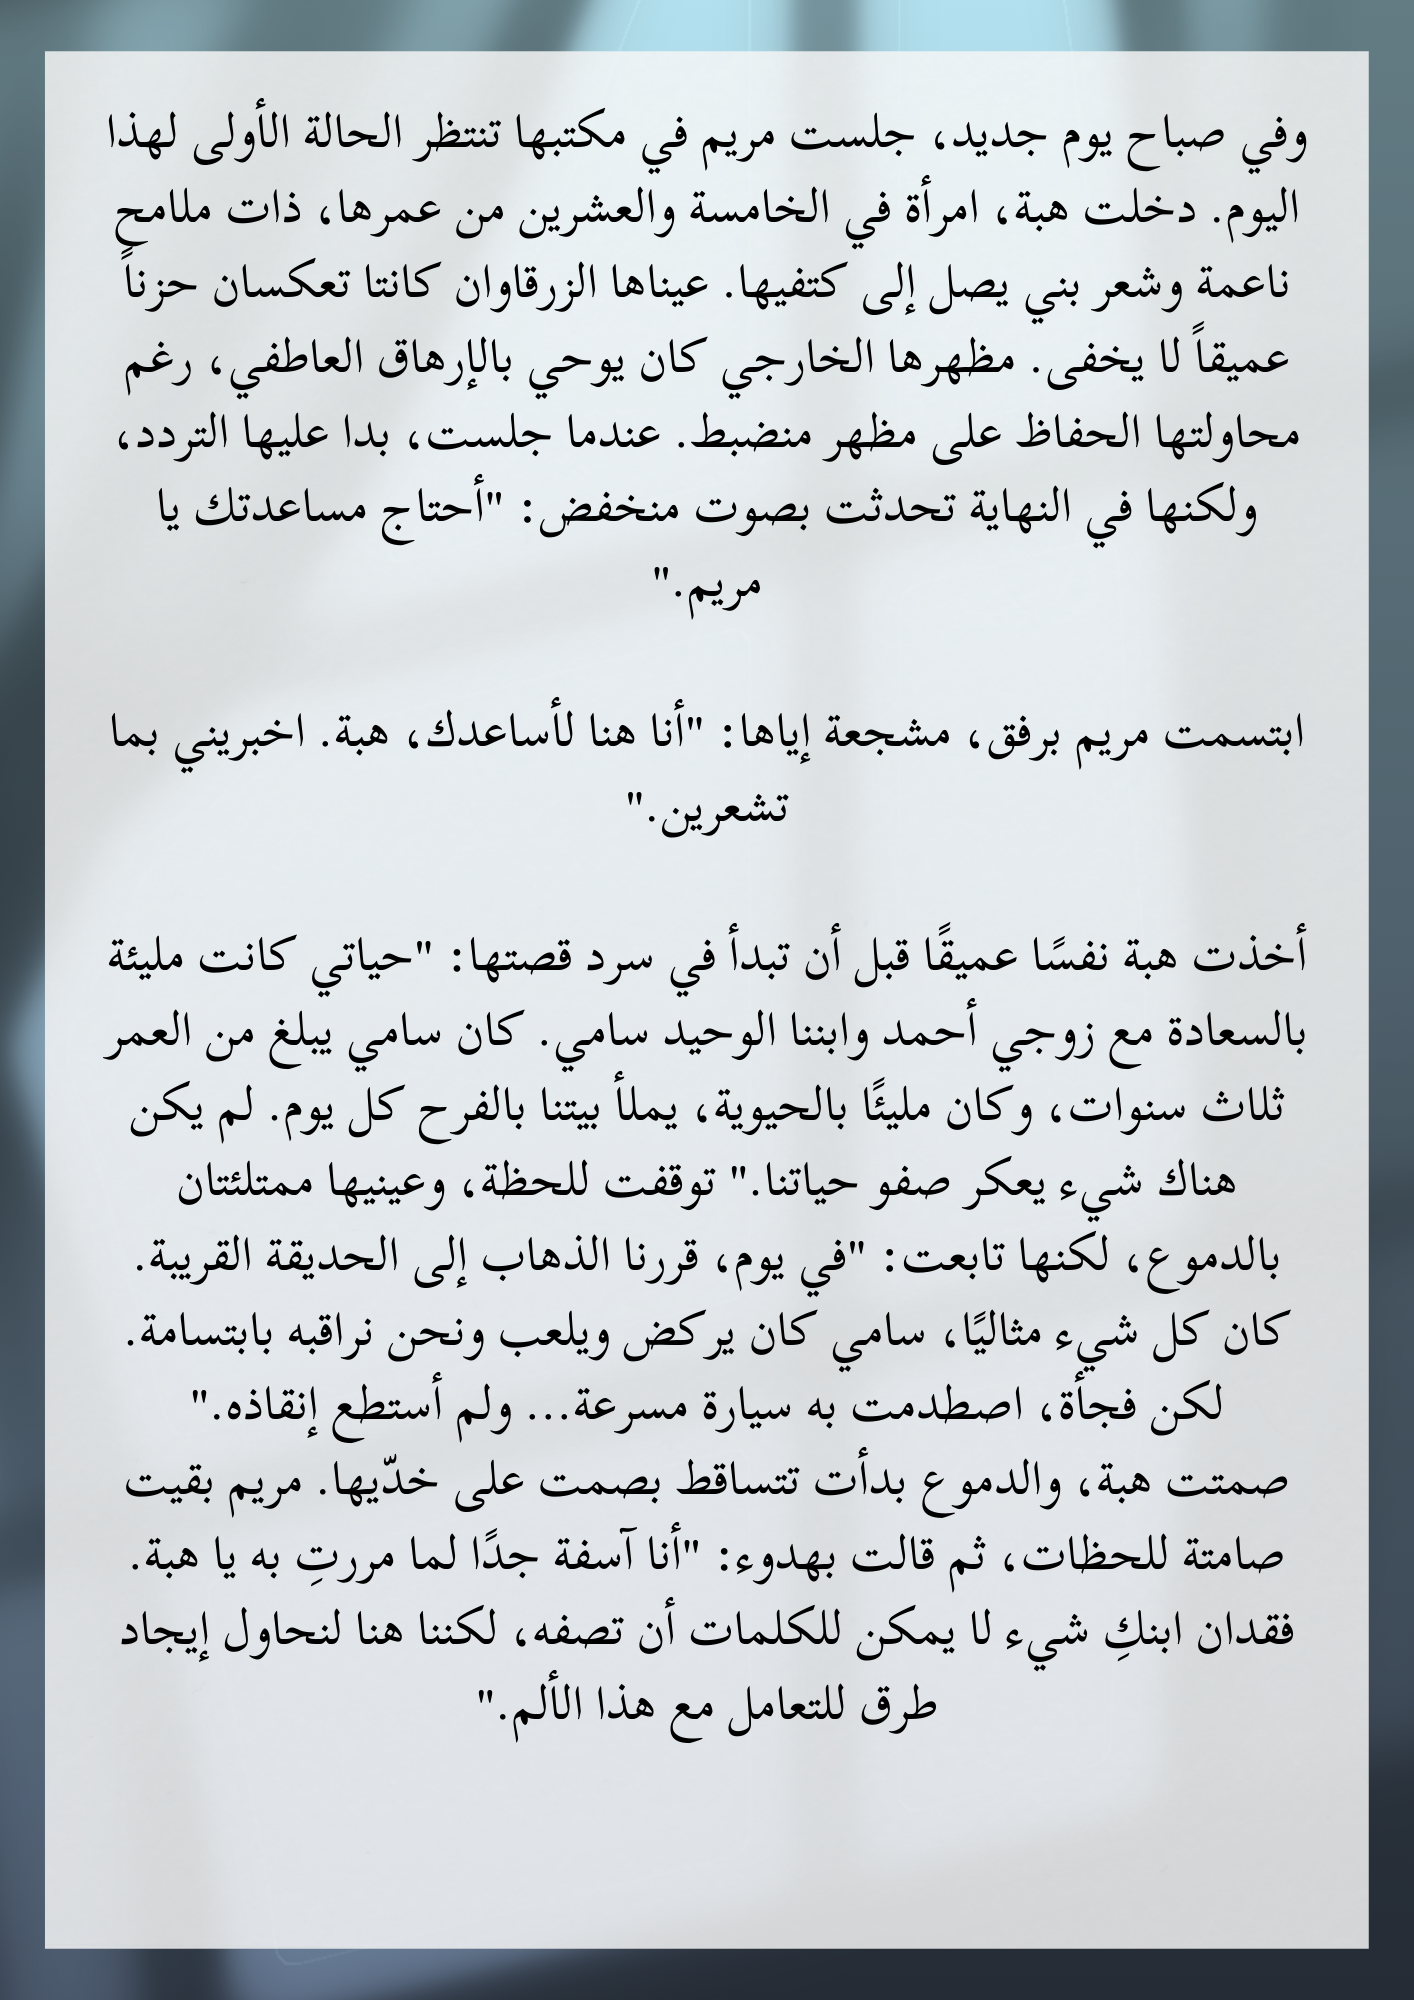 وفي صباح يوم جديد، جلست مريم في مكتبها تنتظر الحالة الأولى لهذا
اليوم. دخلت هبة، امرأة في الخامسة والعشرين من عمرها، ذات ملامح
ناعمة وشعر بني يصل إلى كتفيها. عيناها الزرقاوان كانتا تعكسان حزناً
عميقاً لا يخفى. مظهرها الخارجي كان يوحي بالإرهاق العاطفي، رغم
محاولتها الحفاظ على مظهر منضبط. عندما جلست، بدا عليها التردد،
ولكنها في النهاية تحدثت بصوت منخفض: "أحتاج مساعدتك يا
مريم."
ابتسمت مريم برفق، مشجعة إياها: "أنا هنا لأساعدك، هبة. اخبريني بما
تشعرين."
أخذت هبة نفسًا عميقًا قبل أن تبدأ في سرد قصتها: "حياتي كانت مليئة
بالسعادة مع زوجي أحمد وابننا الوحيد سامي. كان سامي يبلغ من العمر
ثلاث سنوات، وكان مليئًا بالحيوية، يملأ بيتنا بالفرح كل يوم. لم يكن
هناك شيء يعكر صفو حياتنا." توقفت للحظة، وعينيها ممتلئتان
بالدموع، لكنها تابعت: "في يوم، قررنا الذهاب إلى الحديقة القريبة.
كان كل شيء مثاليًا، سامي كان يركض ويلعب ونحن نراقبه بابتسامة.
لكن فجأة، اصطدمت به سيارة مسرعة... ولم أستطع إنقاذه."
صمتت هبة، والدموع بدأت تتساقط بصمت على خدّيها. مريم بقيت
صامتة للحظات، ثم قالت بهدوء: "أنا آسفة جدًا لما مررتِ به يا هبة.
فقدان ابنكِ شيء لا يمكن للكلمات أن تصفه، لكننا هنا لنحاول إيجاد
طرق للتعامل مع هذا الألم."